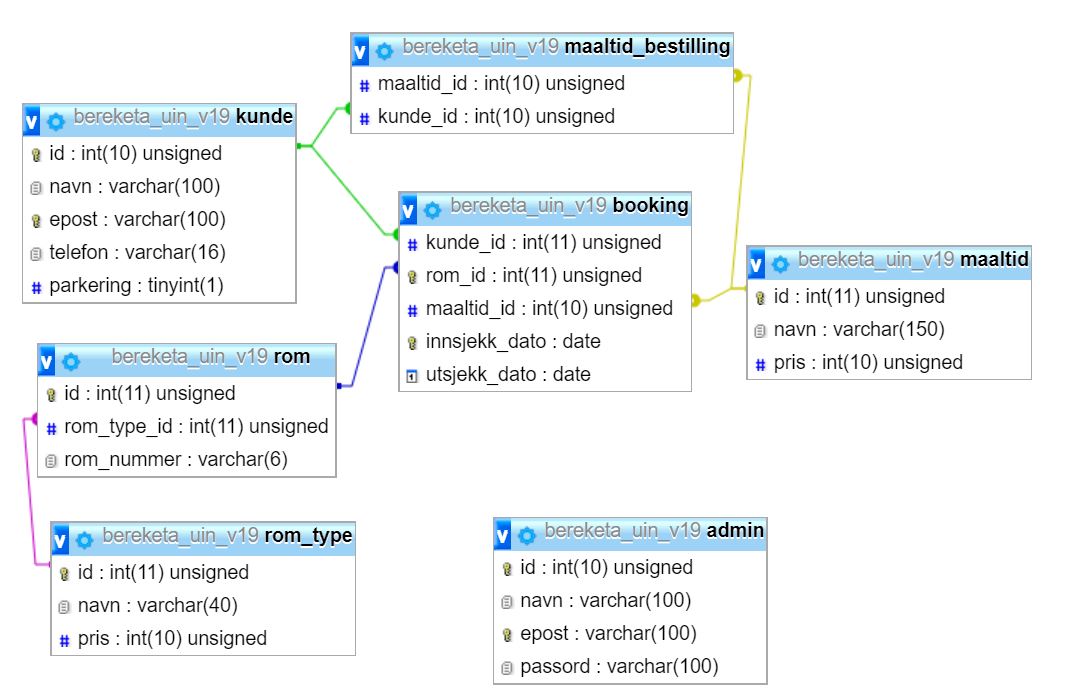 v bereketa_uin_v19 maaltid_bestilling
# maaltid_id : int(10) unsigned
# kunde_id : int(10) unsigned
v bereketa_uin_v19 kunde
id : int(10) unsigned
navn : varchar(100)
epost : varchar(100)
telefon : varchar(16)
# parkering : tinyint(1)
v bereketa_uin_v19 booking
# kunde_id : int(11) unsigned
rom_id : int(11) unsigned
# maaltid_id : int(10) unsigned
innsjekk_dato : date
utsjekk_dato : date
v bereketa_uin_v19 maaltid
id : int(11) unsigned
navn : varchar(150)
# pris : int(10) unsigned
v bereketa_uin_v19 rom
id : int(11) unsigned
# rom_type_id : int(11) unsigned
rom_nummer : varchar(6)
v bereketa_uin_v19 rom_type
id : int(11) unsigned
navn : varchar(40)
# pris : int(10) unsigned
v bereketa_uin_v19 admin
id : int(10) unsigned
navn : varchar(100)
epost : varchar(100)
passord : varchar(100)